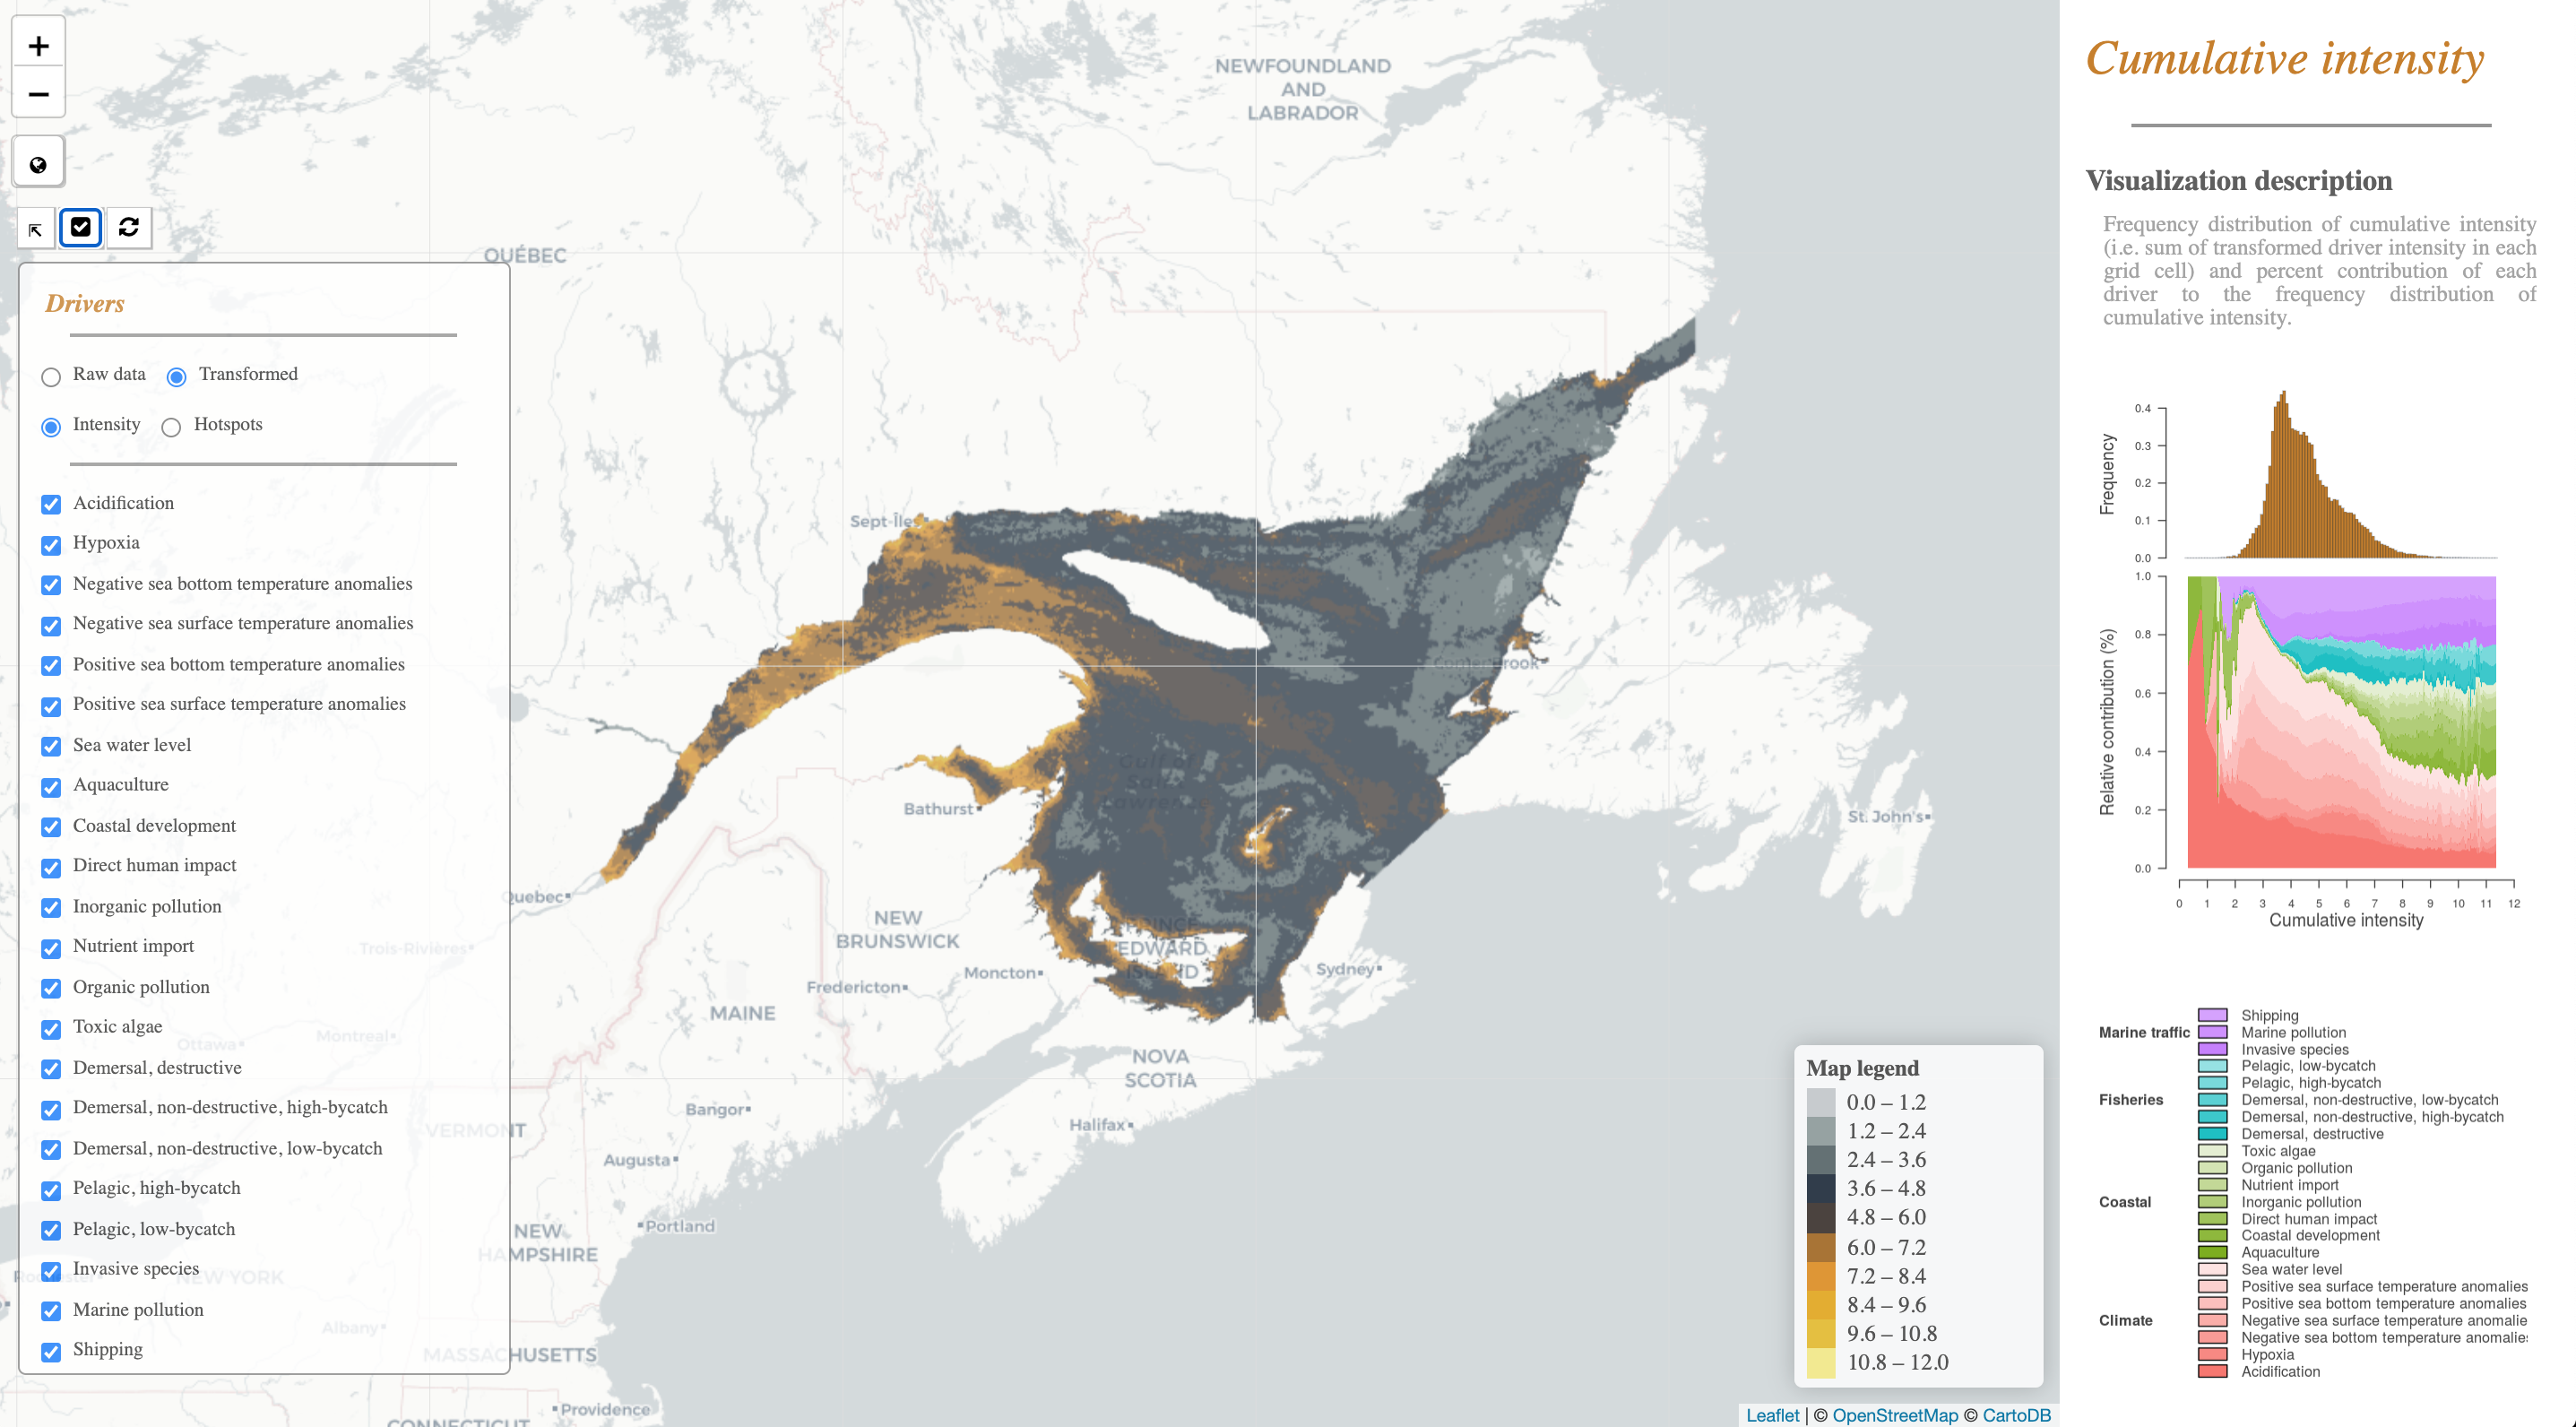 +
−
Drivers
Raw data
Transformed
Intensity
Hotspots
Acidification
Hypoxia
Negative sea bottom temperature anomalies
Negative sea surface temperature anomalies
Positive sea bottom temperature anomalies
Positive sea surface temperature anomalies
Sea water level
Aquaculture
Coastal development
Direct human impact
Inorganic pollution
Nutrient import
Organic pollution
Toxic algae
Demersal, destructive
Demersal, non-destructive, high-bycatch
Demersal, non-destructive, low-bycatch
Pelagic, high-bycatch
Pelagic, low-bycatch
Invasive species
Marine pollution
Shipping
NEWFOUNDLAND
AND
LABRADOR
QUÉBEC
Sept-Îles
Corner Brook
Gulf of
Saint
Lawrence
Bathurst
St. John's
Quebec
NEW
BRUNSWICK
PRINCE
EDWARD
ISLAND
Trois-Rivières
Moncton
Sydney
Fredericton
MAINE
Montreal
Ottawa
NOVA
SCOTIA
Bangor
Halifax
VERMONT
Augusta
Portland
NEW
HAMPSHIRE
NEW YORK
Albany
MASSACHUSETTS
Providence
CONNECTICUT
Map legend
0.0 – 1.2
1.2 – 2.4
2.4 – 3.6
3.6 – 4.8
4.8 – 6.0
6.0 – 7.2
7.2 – 8.4
8.4 – 9.6
9.6 – 10.8
10.8 – 12.0
Leaflet | © OpenStreetMap © CartoDB
Cumulative intensity
Visualization description
Frequency distribution of cumulative intensity
(i.e. sum of transformed driver intensity in each
grid cell) and percent contribution of each
driver to the frequency distribution of
cumulative intensity.
Frequency
0.4
0.3
0.2
0.1
0.0
Relative contribution (%)
1.0
0.8
0.6
0.4
0.2
0.0
0 1 2 3 4 5 6 7 8 9 10 11 12
Cumulative intensity
Marine traffic
Shipping
Marine pollution
Invasive species
Fisheries
Pelagic, low-bycatch
Pelagic, high-bycatch
Demersal, non-destructive, low-bycatch
Demersal, non-destructive, high-bycatch
Demersal, destructive
Coastal
Toxic algae
Organic pollution
Nutrient import
Inorganic pollution
Direct human impact
Coastal development
Aquaculture
Climate
Sea water level
Positive sea surface temperature anomalies
Positive sea bottom temperature anomalies
Negative sea surface temperature anomalie
Negative sea bottom temperature anomalies
Hypoxia
Acidification